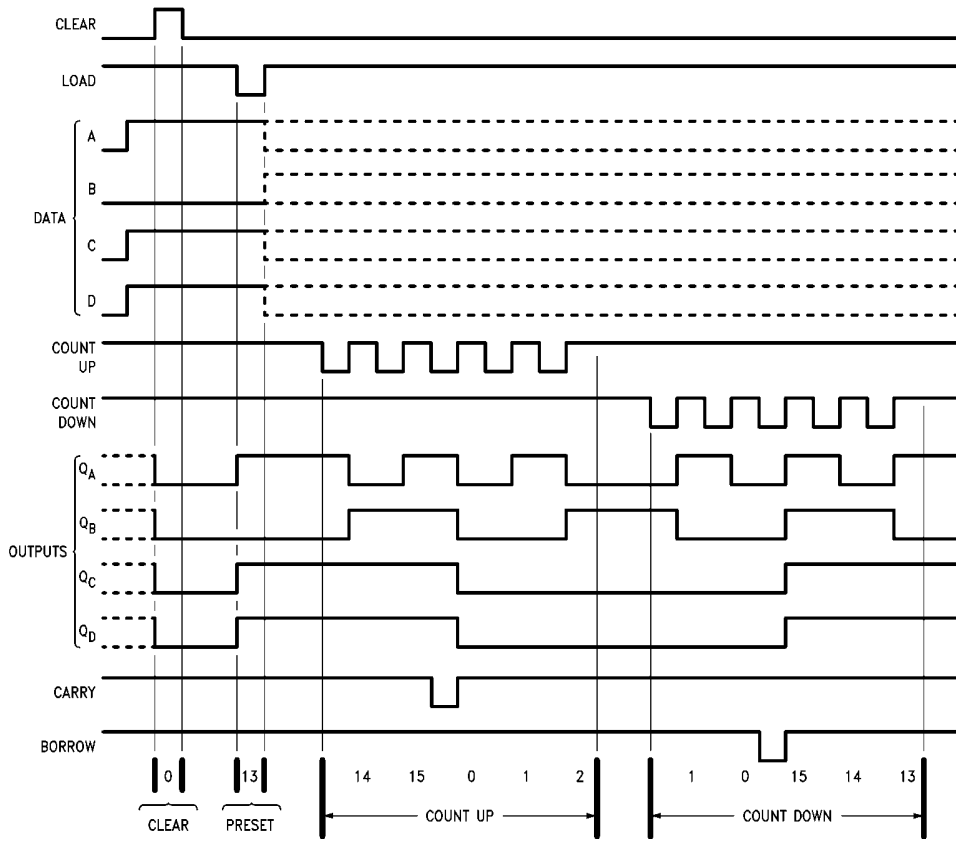 CLEAR
LOAD
A
B
DATA
C
D
COUNT
UP
COUNT
DOWN
QA
QB
OUTPUTS
QC
QD
CARRY
BORROW
0 13 14 15 0 1 2 1 0 15 14 13
CLEAR PRESET COUNT UP COUNT DOWN